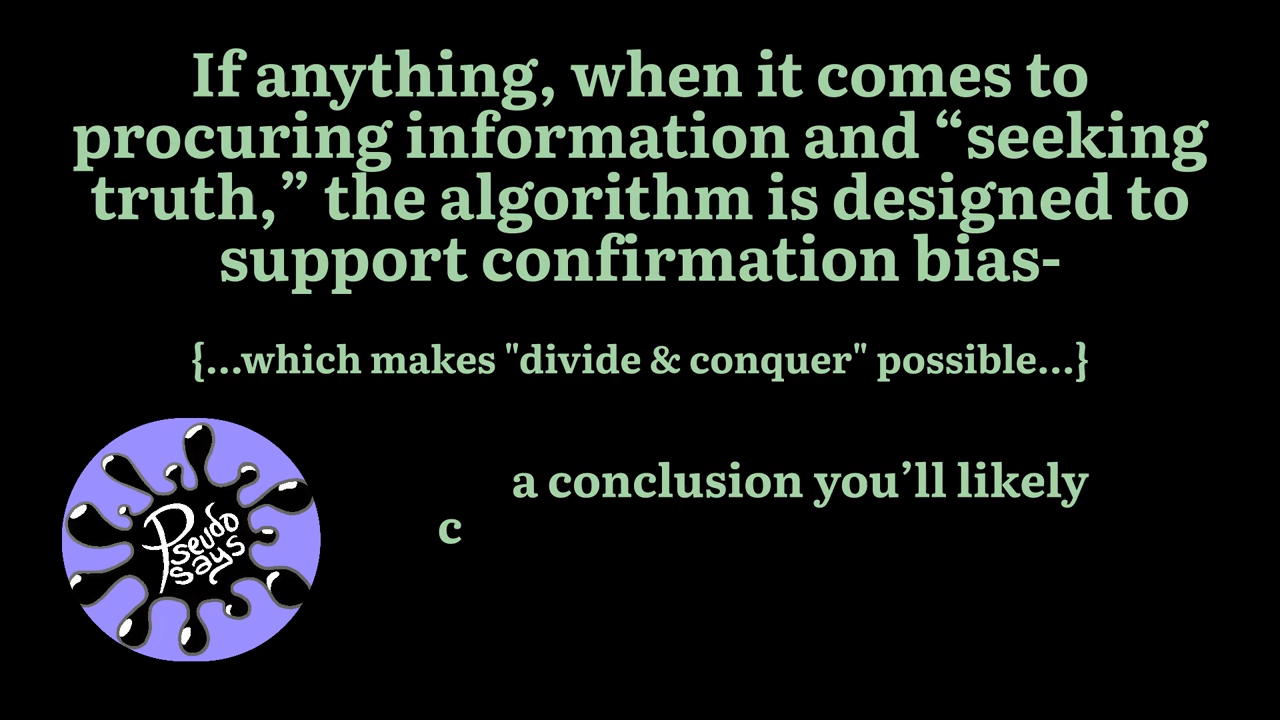 If anything, when it comes to
procuring information and “seeking
truth,” the algorithm is designed to
support confirmation bias-
{...which makes "divide & conquer" possible...}
a conclusion you’ll likely
c
Pseudo
says